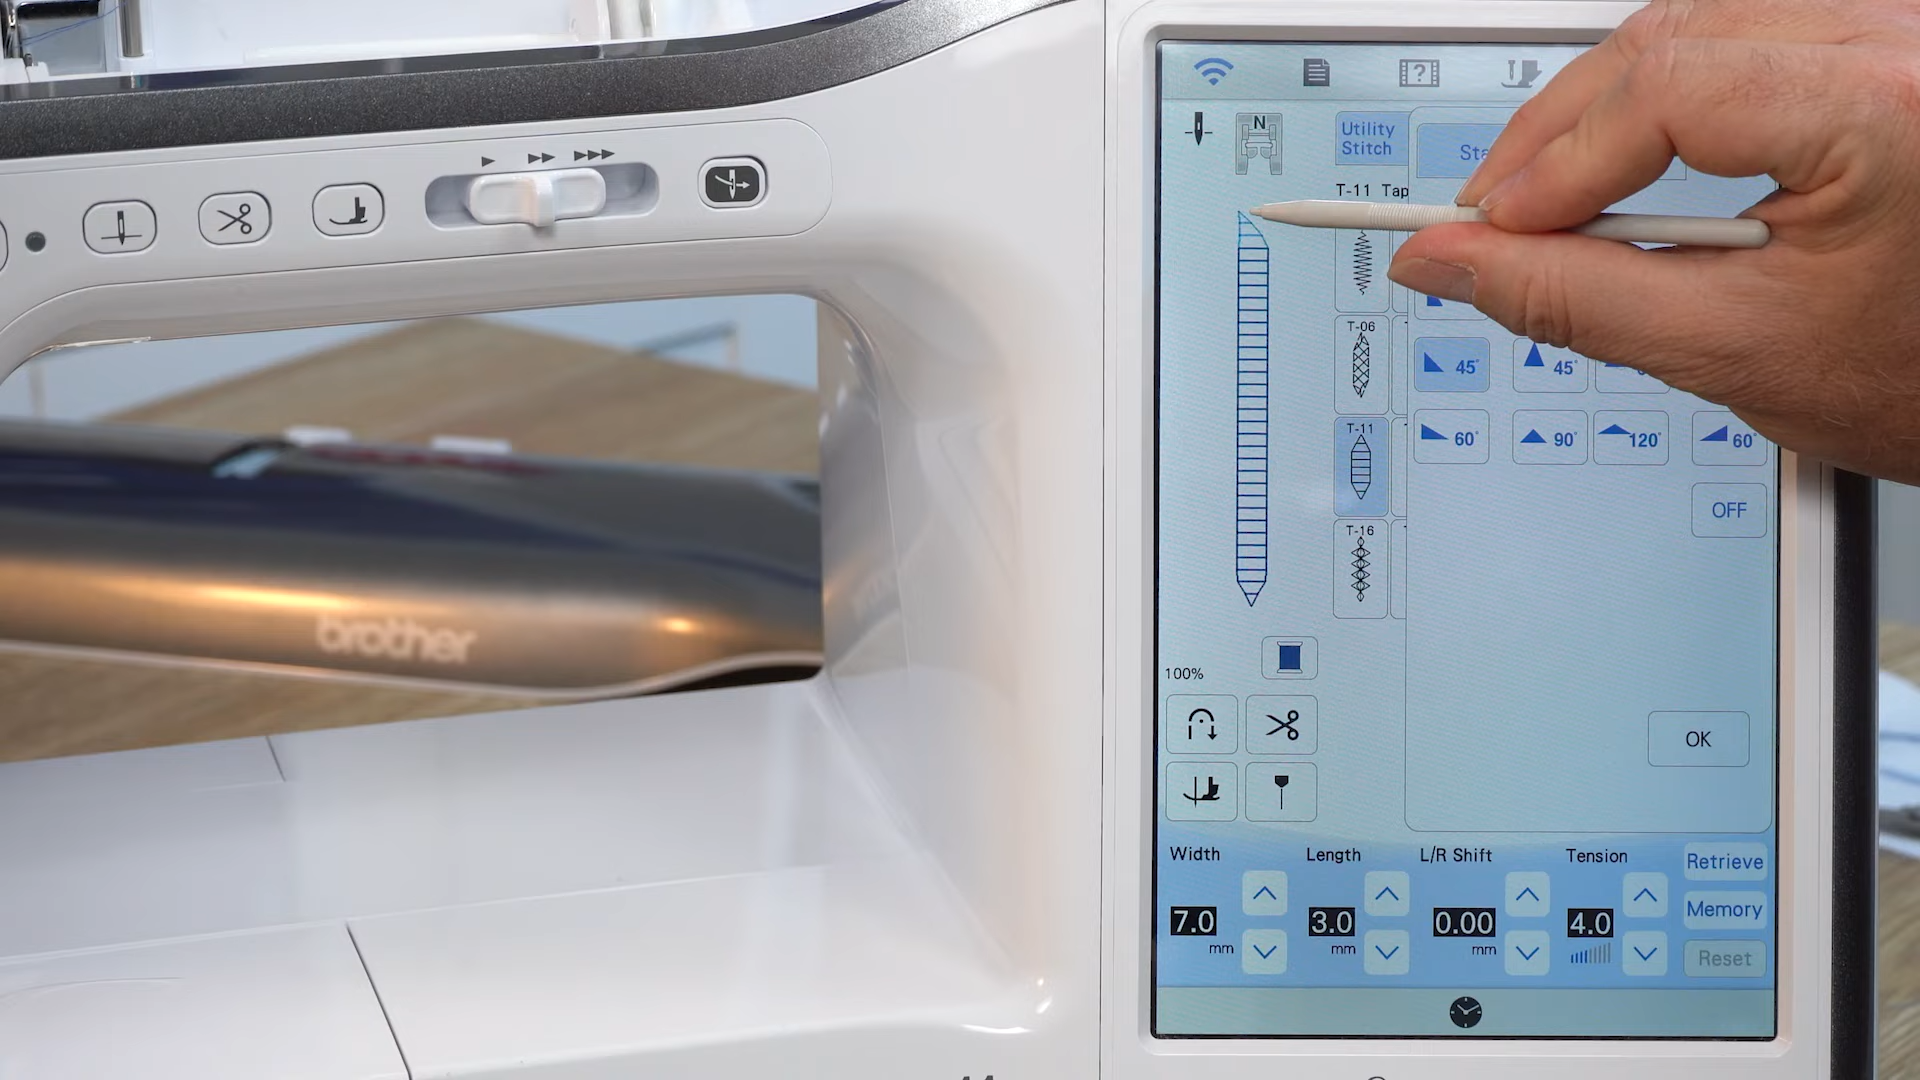 N
Utility
Stitch
Sta
T-11 Tap
T-06
45°
45°
T-11
60°
90°
120°
60°
OFF
T-16
brother
100%
OK
Width
Length
L/R Shift
Tension
Retrieve
7.0
3.0
0.00
4.0
Memory
mm
mm
mm
Reset